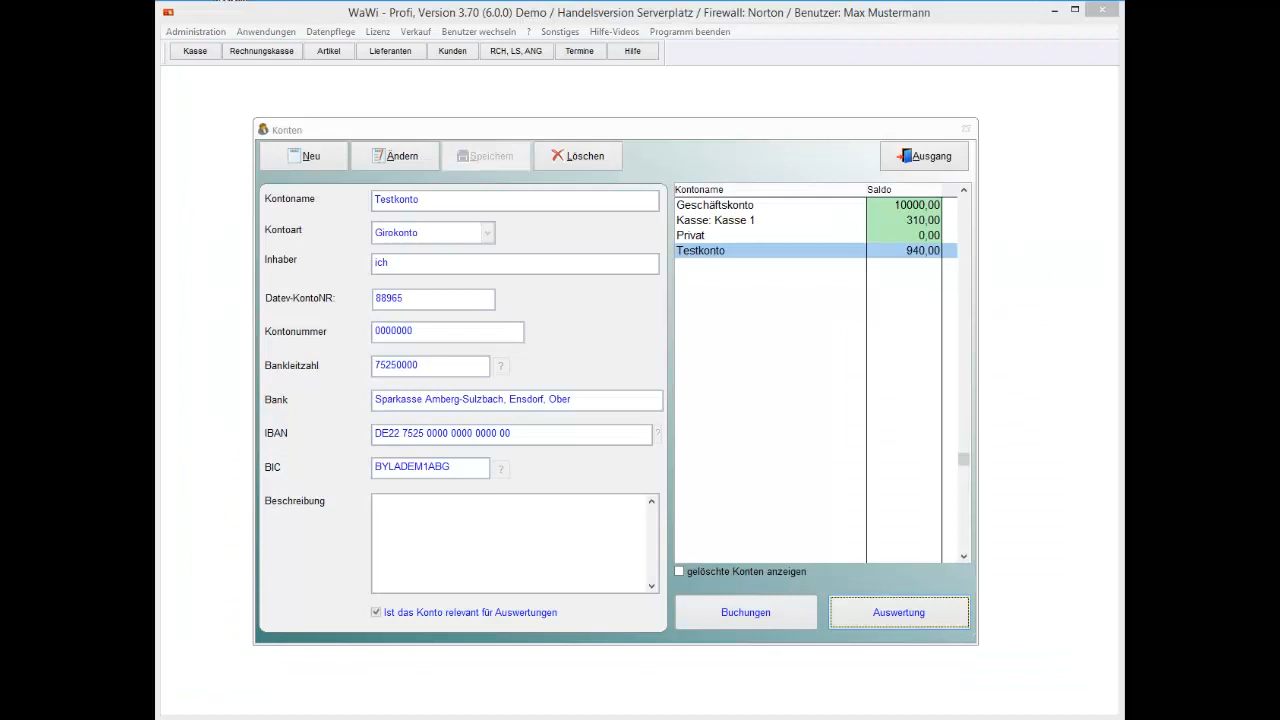 WaWi - Profi, Version 3.70 (6.0.0) Demo / Handelsversion Serverplatz / Firewall: Norton / Benutzer: Max Mustermann
Administration Anwendungen Datenpflege Lizenz Verkauf Benutzer wechseln ? Sonstiges Hilfe-Videos Programm beenden
Kasse Rechnungskasse Artikel Lieferanten Kunden RCH, LS, ANG Termine Hilfe
Konten
Neu Ändern Speichern Löschen Ausgang
Kontoname Testkonto
Kontoart Girokonto
Inhaber ich
Datev-KontoNR: 88965
Kontonummer 0000000
Bankleitzahl 75250000 ?
Bank Sparkasse Amberg-Sulzbach, Ensdorf, Ober
IBAN DE22 7525 0000 0000 0000 00 ?
BIC BYLADEM1ABG ?
Beschreibung
Ist das Konto relevant für Auswertungen
Kontoname Saldo
Geschäftskonto 10000,00
Kasse: Kasse 1 310,00
Privat 0,00
Testkonto 940,00
gelöschte Konten anzeigen
Buchungen Auswertung